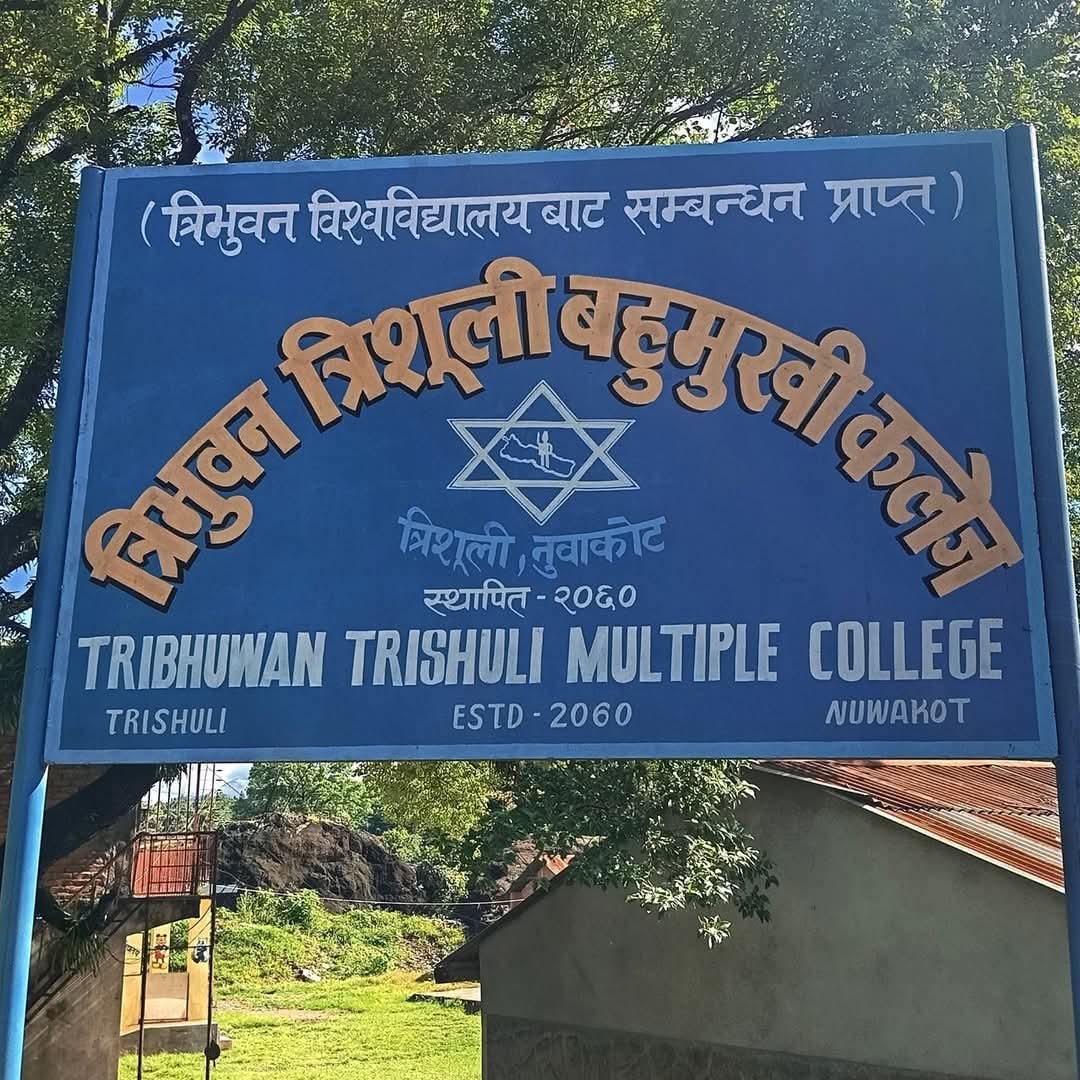 ( त्रिभुवन विश्वविद्यालय बाट सम्बन्धन प्राप्त )
त्रिभुवन त्रिशूली बहुमुखी कलेज
त्रिशूली, नुवाकोट
स्थापित - २०६०
TRIBHUWAN TRISHULI MULTIPLE COLLEGE
TRISHULI ESTD - 2060 NUWAKOT